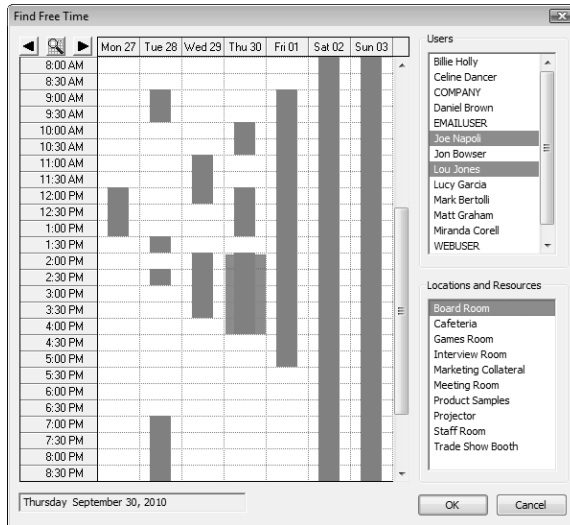 Find Free Time
Mon 27 Tue 28 Wed 29 Thu 30 Fri 01 Sat 02 Sun 03
8:00 AM
8:30 AM
9:00 AM
9:30 AM
10:00 AM
10:30 AM
11:00 AM
11:30 AM
12:00 PM
12:30 PM
1:00 PM
1:30 PM
2:00 PM
2:30 PM
3:00 PM
3:30 PM
4:00 PM
4:30 PM
5:00 PM
5:30 PM
6:00 PM
6:30 PM
7:00 PM
7:30 PM
8:00 PM
8:30 PM
Thursday September 30, 2010
Users
Billie Holly
Celine Dancer
COMPANY
Daniel Brown
EMAILUSER
Joe Napoli
Jon Bowser
Lou Jones
Lucy Garcia
Mark Bertolli
Matt Graham
Miranda Corell
WEBUSER
Locations and Resources
Board Room
Cafeteria
Games Room
Interview Room
Marketing Collateral
Meeting Room
Product Samples
Projector
Staff Room
Trade Show Booth
OK Cancel